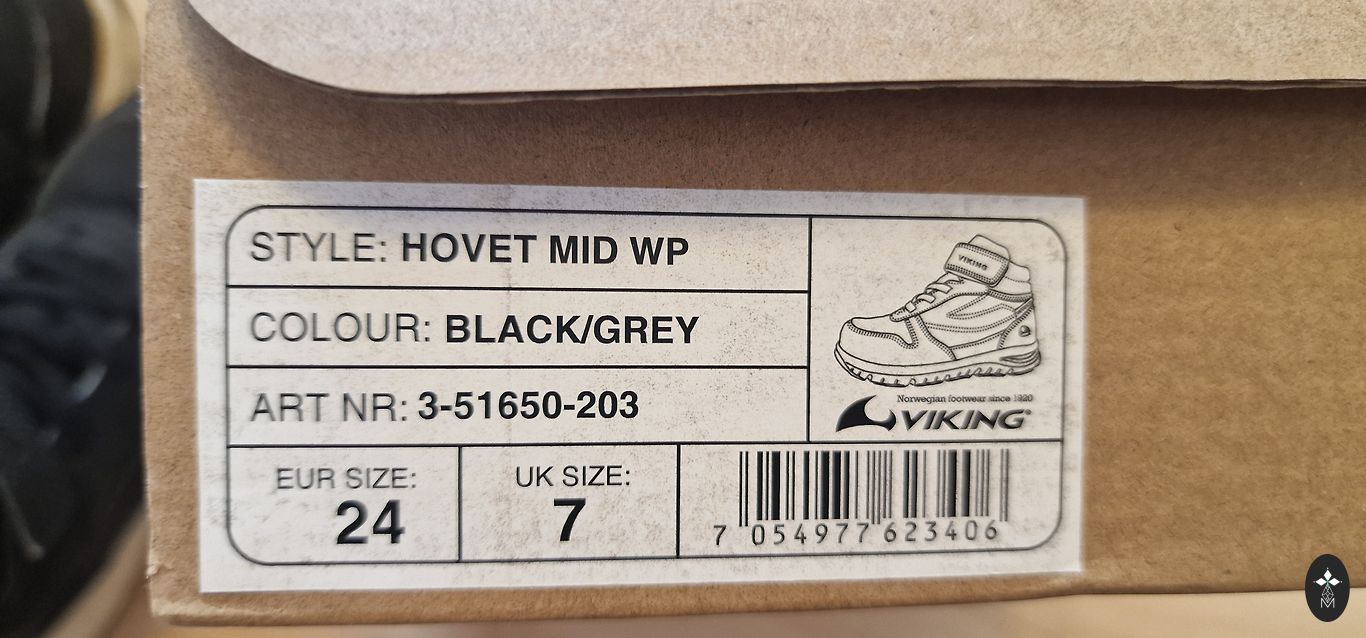 STYLE: HOVET MID WP
COLOUR: BLACK/GREY
ART NR: 3-51650-203
VIKING
Norwegian footwear since 1920
VIKING®
EUR SIZE:
24
UK SIZE:
7
7 054977 623406
M